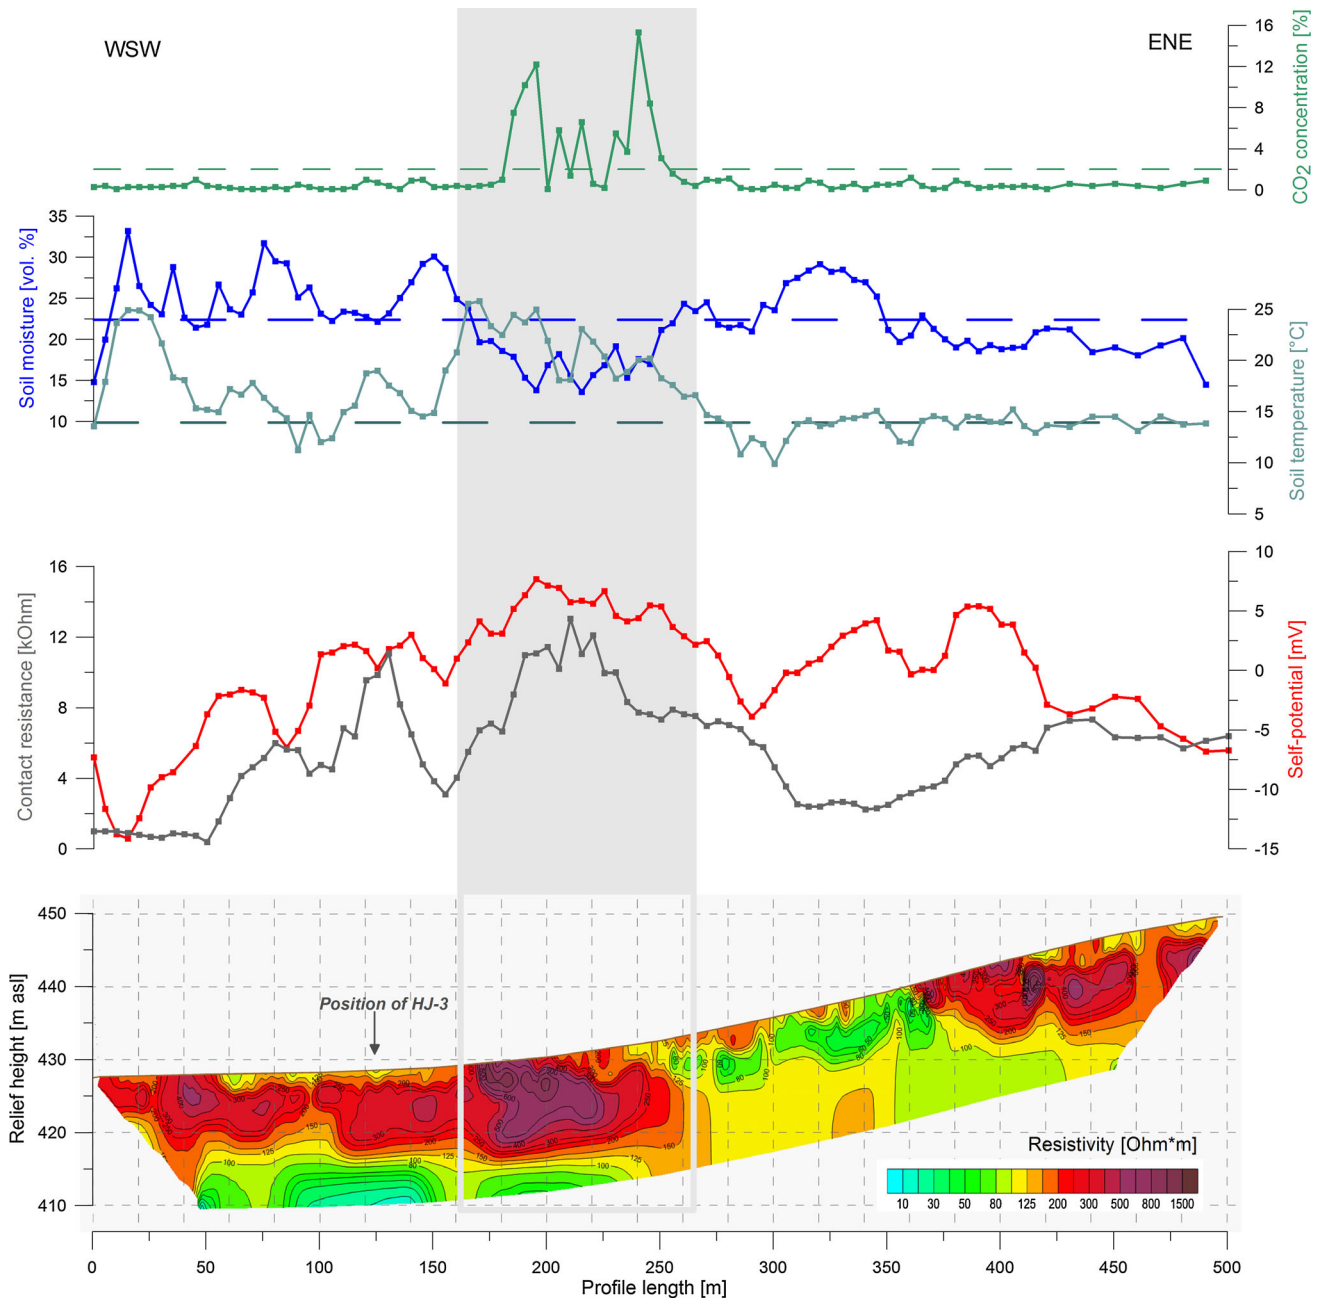 WSW
ENE
CO2 concentration [%]
16
12
8
4
0
Soil moisture [vol. %]
35
30
25
20
15
10
Soil temperature [°C]
25
20
15
10
5
Contact resistance [kOhm]
16
12
8
4
0
Self-potential [mV]
10
5
0
-5
-10
-15
Relief height [m asl]
450
440
430
420
410
Position of HJ-3
Resistivity [Ohm*m]
10 30 50 80 125 200 300 500 800 1500
0 50 100 150 200 250 300 350 400 450 500
Profile length [m]